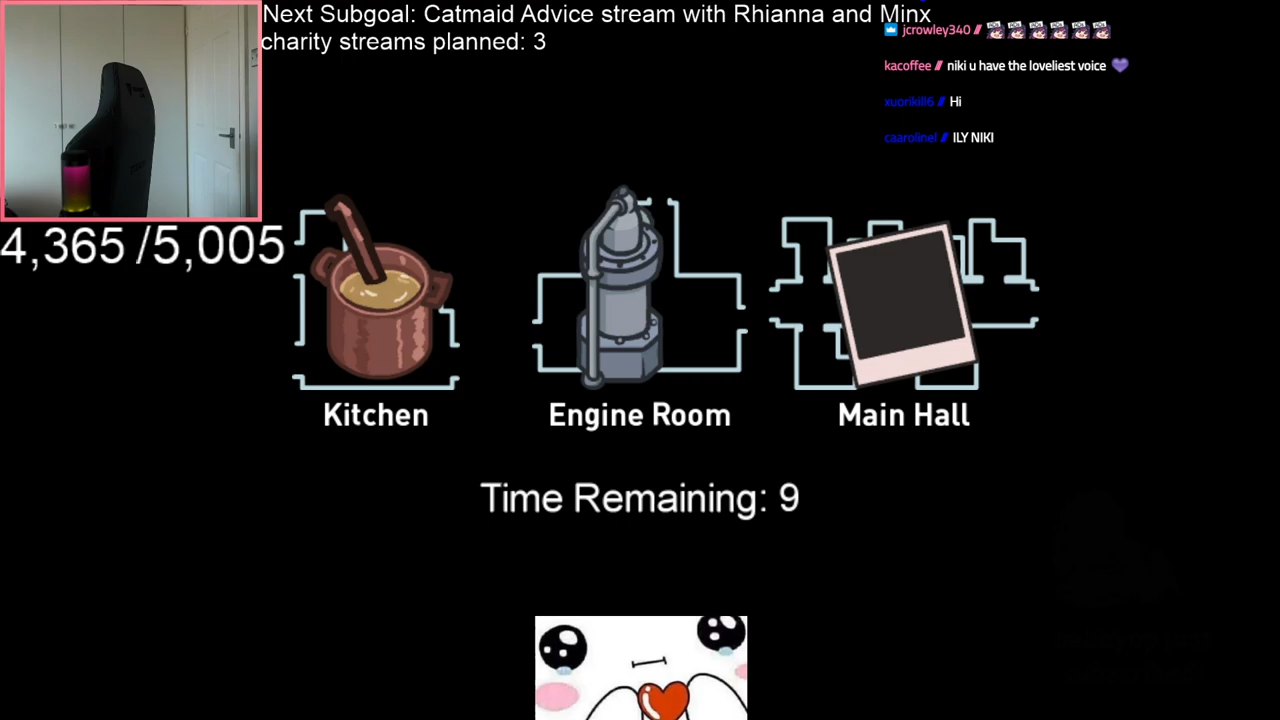 Next Subgoal: Catmaid Advice stream with Rhianna and Minx
charity streams planned: 3
jcrowley340 //
kacoffee // niki u have the loveliest voice 💜
xuorikill6 // Hi
caarolinel // ILY NIKI
4,365 /5,005
Kitchen
Engine Room
Main Hall
Time Remaining: 9